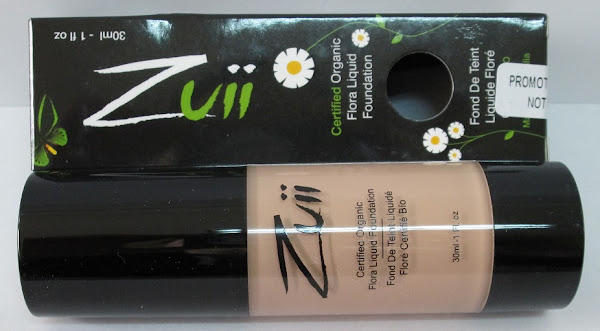 30ml - 1 fl oz
Zuii
Certified Organic
Flora Liquid
Foundation
Fond De Teint
Liquide Floré
PROMOT
NOT
Zuii
Certified Organic
Flora Liquid Foundation
Fond De Teint Liquidé
Floré Certifié Bio
30ml -1 Fl oz